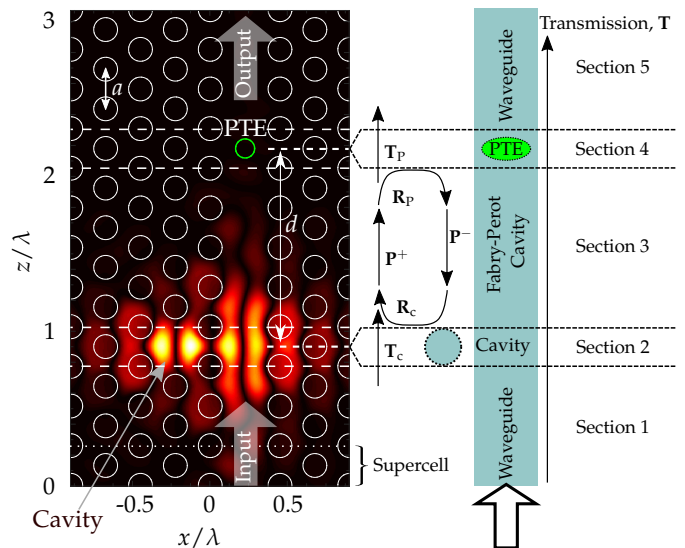 3
2
1
0
z/λ
-0.5
0
0.5
x/λ
a
Output
PTE
d
Input
Cavity
Supercell
T_P
R_P
P⁺
P⁻
R_c
T_c
Transmission, T
Waveguide
PTE
Fabry-Perot
Cavity
Cavity
Waveguide
Section 5
Section 4
Section 3
Section 2
Section 1